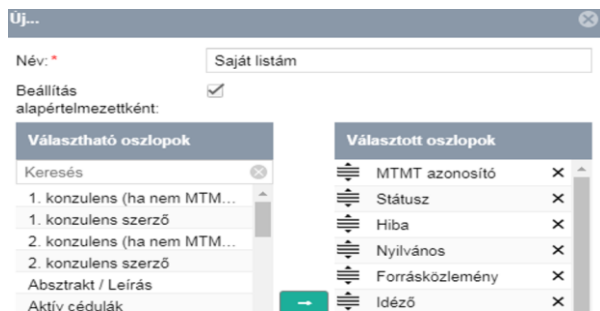 Új...
Név: *
Saját listám
Beállítás
alapértelmezettként:
Választható oszlopok
Keresés
1. konzulens (ha nem MTM...
1. konzulens szerző
2. konzulens (ha nem MTM...
2. konzulens szerző
Absztrakt / Leírás
Aktív cédulák
Választott oszlopok
MTMT azonosító
Státusz
Hiba
Nyilvános
Forrásközlemény
Idéző